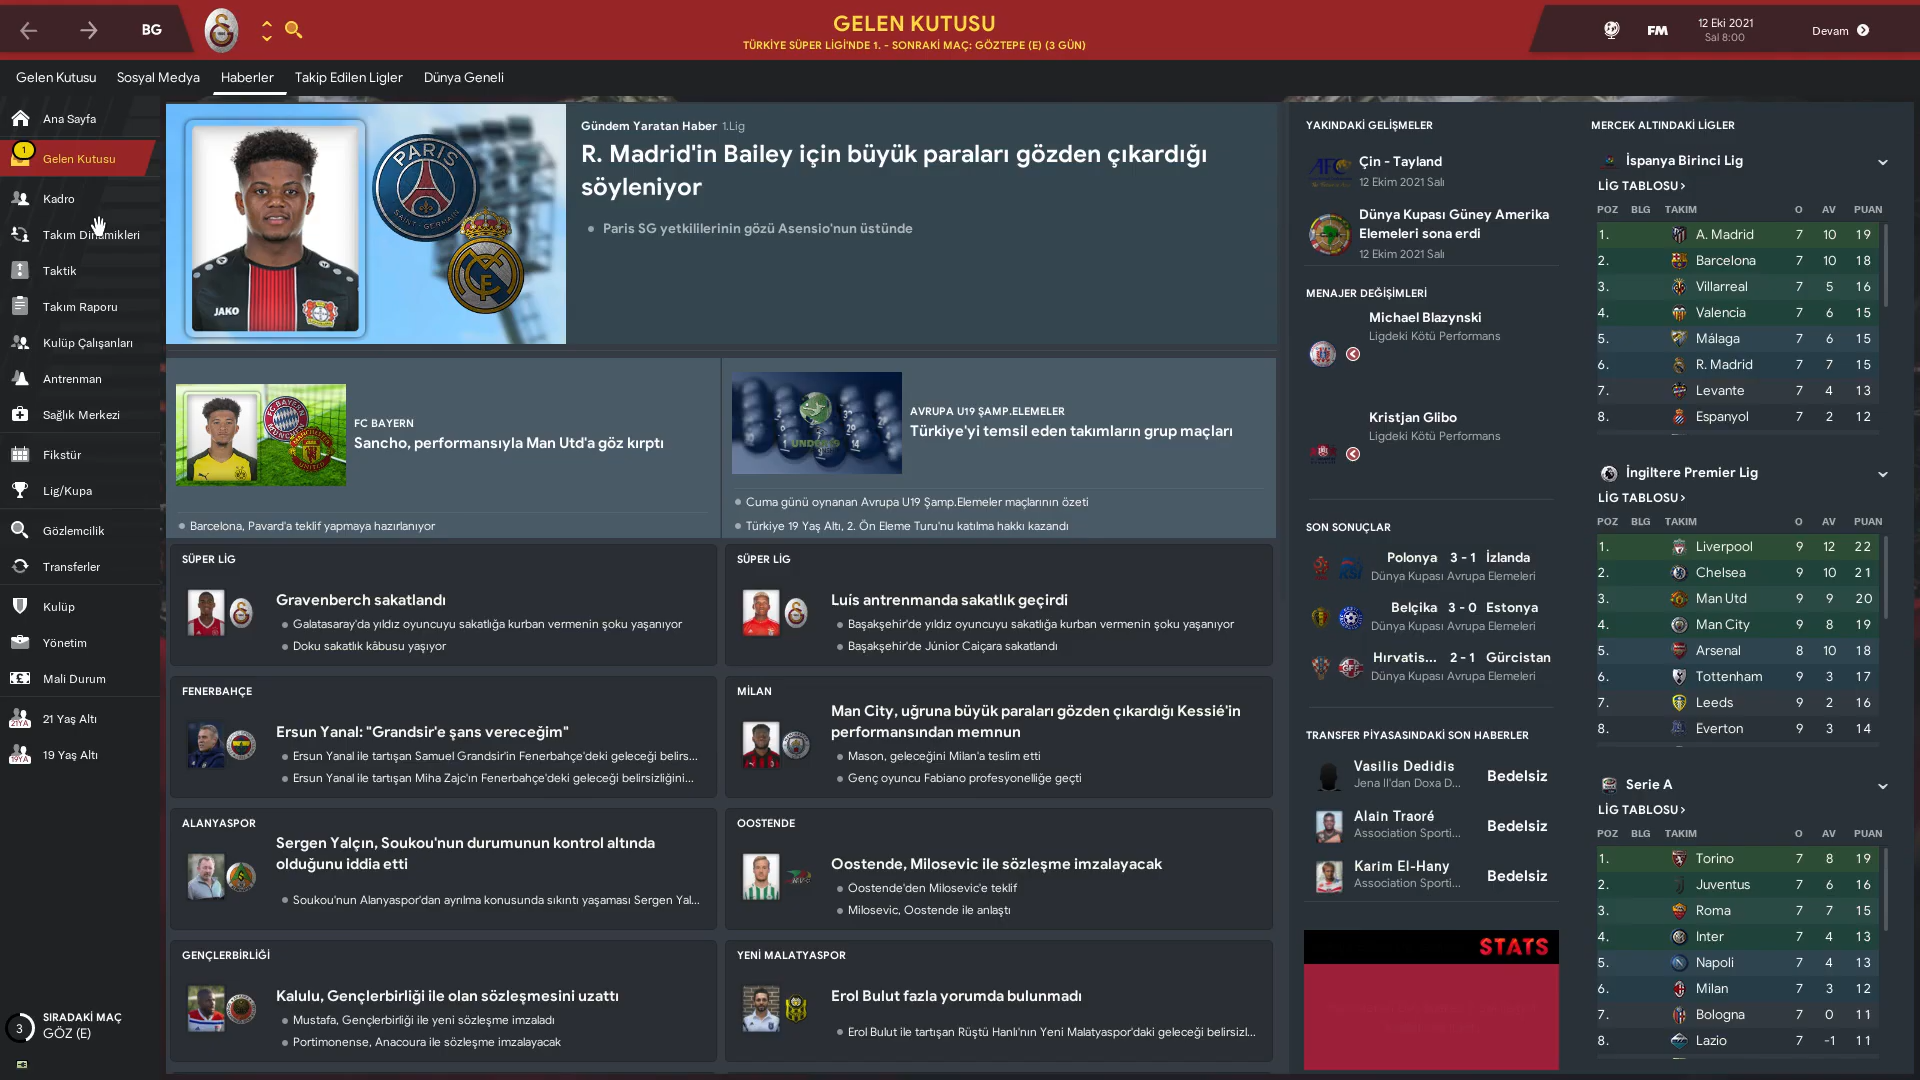 BG
GELEN KUTUSU
TÜRKİYE SÜPER LİGİ'NDE 1. - SONRAKİ MAÇ: GÖZTEPE (E) (3 GÜN)
FM
12 Eki 2021
Sal 8:00
Devam
Gelen Kutusu
Sosyal Medya
Haberler
Takip Edilen Ligler
Dünya Geneli
Ana Sayfa
1
Gelen Kutusu
Kadro
Takım Dinamikleri
Taktik
Takım Raporu
Kulüp Çalışanları
Antrenman
Sağlık Merkezi
Fikstür
Lig/Kupa
Gözlemcilik
Transferler
Kulüp
Yönetim
Mali Durum
21YA
21 Yaş Altı
19YA
19 Yaş Altı
3
SIRADAKİ MAÇ
GÖZ (E)
PARIS
SAINT-GERMAIN
JAKO
Gündem Yaratan Haber 1.Lig
R. Madrid'in Bailey için büyük paraları gözden çıkardığı
söyleniyor
Paris SG yetkililerinin gözü Asensio'nun üstünde
FC BAYERN
Sancho, performansıyla Man Utd'a göz kırptı
Barcelona, Pavard'a teklif yapmaya hazırlanıyor
AVRUPA U19 ŞAMP.ELEMELER
Türkiye'yi temsil eden takımların grup maçları
Cuma günü oynanan Avrupa U19 Şamp.Elemeler maçlarının özeti
Türkiye 19 Yaş Altı, 2. Ön Eleme Turu'nu katılma hakkı kazandı
SÜPER LİG
Gravenberch sakatlandı
Galatasaray'da yıldız oyuncuyu sakatlığa kurban vermenin şoku yaşanıyor
Doku sakatlık kâbusu yaşıyor
SÜPER LİG
Luís antrenmanda sakatlık geçirdi
Başakşehir'de yıldız oyuncuyu sakatlığa kurban vermenin şoku yaşanıyor
Başakşehir'de Júnior Caiçara sakatlandı
FENERBAHÇE
Ersun Yanal: "Grandsir'e şans vereceğim"
Ersun Yanal ile tartışan Samuel Grandsir'in Fenerbahçe'deki geleceği belirs...
Ersun Yanal ile tartışan Miha Zajc'ın Fenerbahçe'deki geleceği belirsizliğini...
MİLAN
Man City, uğruna büyük paraları gözden çıkardığı Kessié'in
performansından memnun
Mason, geleceğini Milan'a teslim etti
Genç oyuncu Fabiano profesyonelliğe geçti
ALANYASPOR
Sergen Yalçın, Soukou'nun durumunun kontrol altında
olduğunu iddia etti
Soukou'nun Alanyaspor'dan ayrılma konusunda sıkıntı yaşaması Sergen Yal...
OOSTENDE
Oostende, Milosevic ile sözleşme imzalayacak
Oostende'den Milosevic'e teklif
Milosevic, Oostende ile anlaştı
GENÇLERBİRLİĞİ
Kalulu, Gençlerbirliği ile olan sözleşmesini uzattı
Mustafa, Gençlerbirliği ile yeni sözleşme imzaladı
Portimonense, Anacoura ile sözleşme imzalayacak
YENİ MALATYASPOR
Erol Bulut fazla yorumda bulunmadı
Erol Bulut ile tartışan Rüştü Hanlı'nın Yeni Malatyaspor'daki geleceği belirsizl...
YAKINDAKİ GELİŞMELER
Çin - Tayland
12 Ekim 2021 Salı
Dünya Kupası Güney Amerika
Elemeleri sona erdi
12 Ekim 2021 Salı
MENAJER DEĞİŞİMLERİ
Michael Blazynski
Ligdeki Kötü Performans
Kristjan Glibo
Ligdeki Kötü Performans
SON SONUÇLAR
Polonya 3 - 1 İzlanda
Dünya Kupası Avrupa Elemeleri
Belçika 3 - 0 Estonya
Dünya Kupası Avrupa Elemeleri
Hırvatis... 2 - 1 Gürcistan
Dünya Kupası Avrupa Elemeleri
TRANSFER PİYASASINDAKİ SON HABERLER
Vasilis Dedidis
Jena II'dan Doxa D...
Bedelsiz
Alain Traoré
Association Sporti...
Bedelsiz
Karim El-Hany
Association Sporti...
Bedelsiz
STATS
MERCEK ALTINDAKİ LİGLER
İspanya Birinci Lig
LİG TABLOSU>
POZ BLG TAKIM O AV PUAN
1. A. Madrid 7 10 19
2. Barcelona 7 10 18
3. Villarreal 7 5 16
4. Valencia 7 6 15
5. Málaga 7 6 15
6. R. Madrid 7 7 15
7. Levante 7 4 13
8. Espanyol 7 2 12
İngiltere Premier Lig
LİG TABLOSU>
POZ BLG TAKIM O AV PUAN
1. Liverpool 9 12 22
2. Chelsea 9 10 21
3. Man Utd 9 9 20
4. Man City 9 8 19
5. Arsenal 8 10 18
6. Tottenham 9 3 17
7. Leeds 9 2 16
8. Everton 9 3 14
Serie A
LİG TABLOSU>
POZ BLG TAKIM O AV PUAN
1. Torino 7 8 19
2. Juventus 7 6 16
3. Roma 7 7 15
4. Inter 7 4 13
5. Napoli 7 4 13
6. Milan 7 3 12
7. Bologna 7 0 11
8. Lazio 7 -1 11